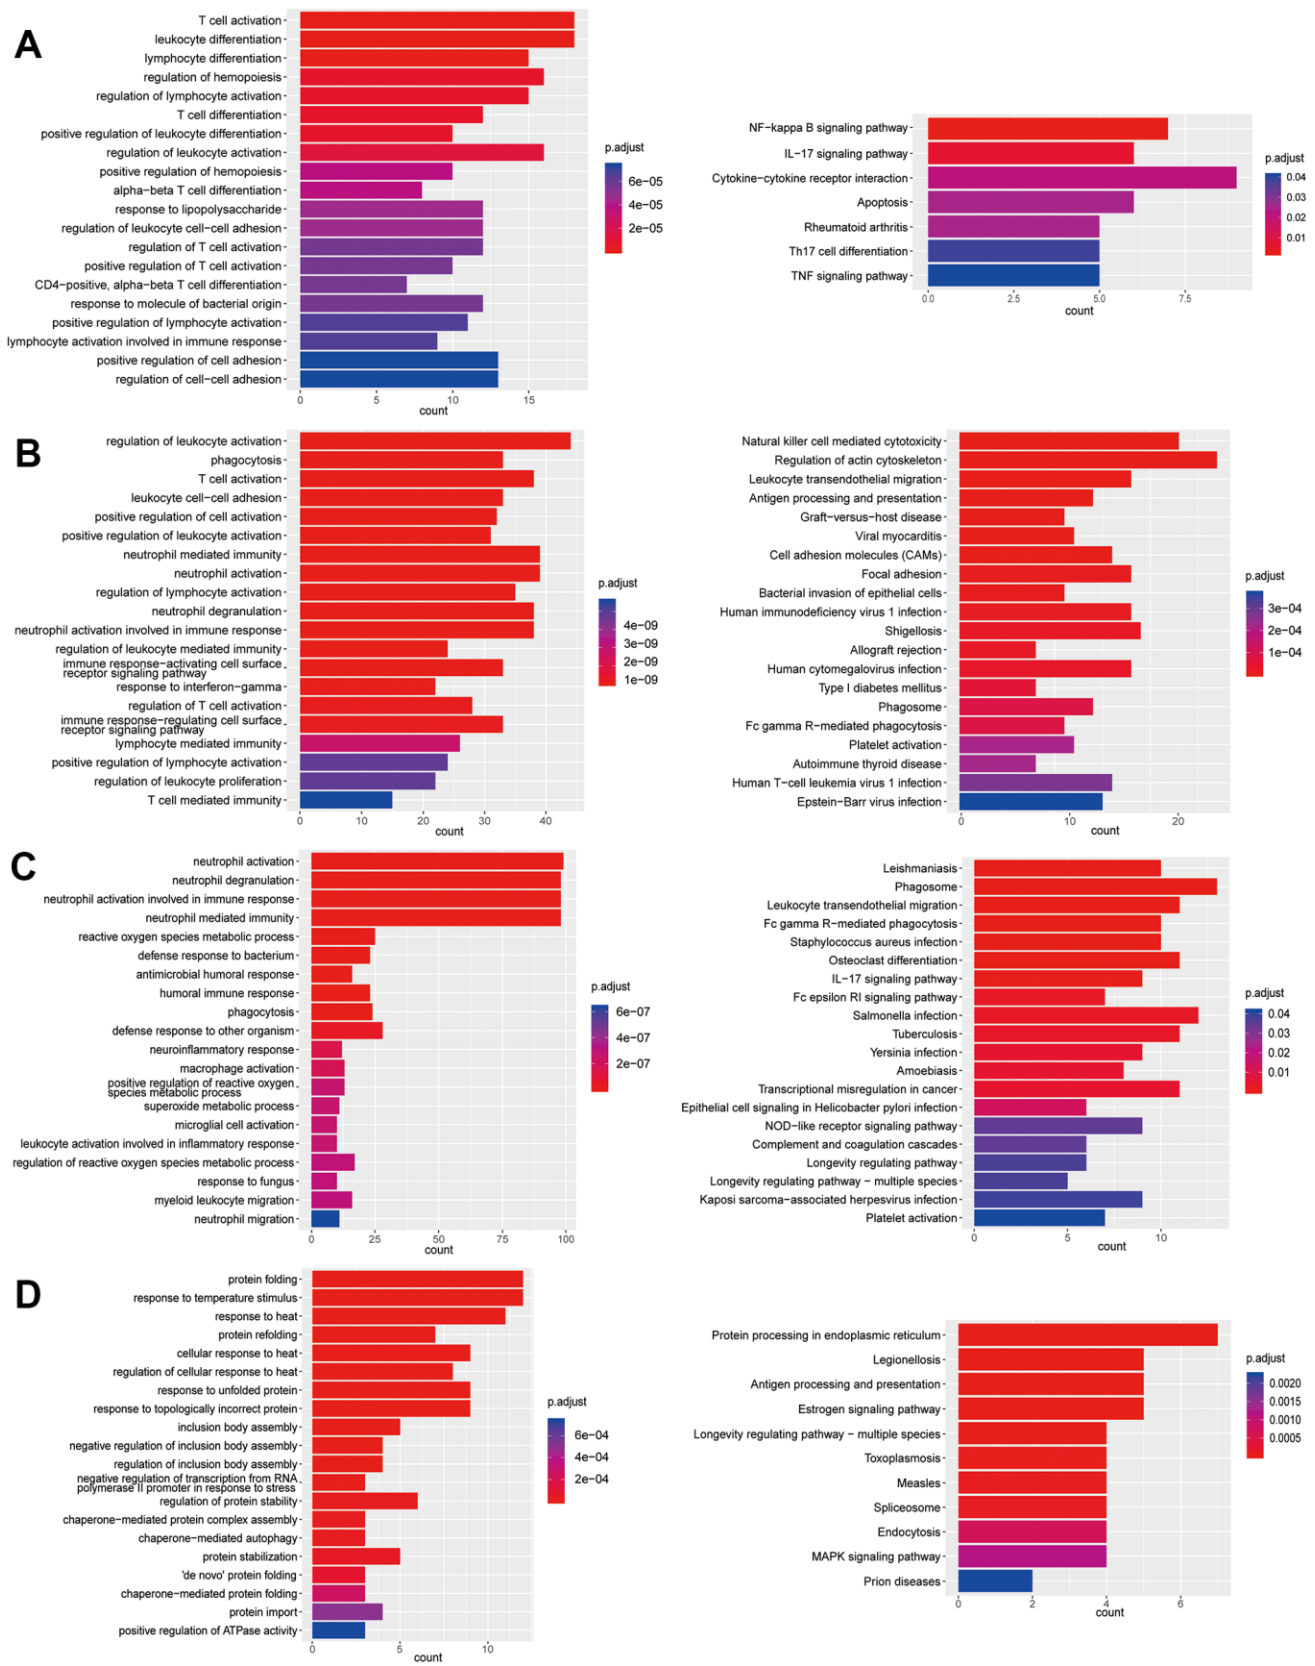 A
T cell activation
leukocyte differentiation
lymphocyte differentiation
regulation of hemopoiesis
regulation of lymphocyte activation
T cell differentiation
positive regulation of leukocyte differentiation
regulation of leukocyte activation
positive regulation of hemopoiesis
alpha−beta T cell differentiation
response to lipopolysaccharide
regulation of leukocyte cell−cell adhesion
regulation of T cell activation
positive regulation of T cell activation
CD4−positive, alpha−beta T cell differentiation
response to molecule of bacterial origin
positive regulation of lymphocyte activation
lymphocyte activation involved in immune response
positive regulation of cell adhesion
regulation of cell−cell adhesion
0 5 10 15
count
p.adjust
6e−05
4e−05
2e−05
NF−kappa B signaling pathway
IL−17 signaling pathway
Cytokine−cytokine receptor interaction
Apoptosis
Rheumatoid arthritis
Th17 cell differentiation
TNF signaling pathway
0.0 2.5 5.0 7.5
count
p.adjust
0.04
0.03
0.02
0.01
B
regulation of leukocyte activation
phagocytosis
T cell activation
leukocyte cell−cell adhesion
positive regulation of cell activation
positive regulation of leukocyte activation
neutrophil mediated immunity
neutrophil activation
regulation of lymphocyte activation
neutrophil degranulation
neutrophil activation involved in immune response
regulation of leukocyte mediated immunity
immune response−activating cell surface
receptor signaling pathway
response to interferon−gamma
regulation of T cell activation
immune response−regulating cell surface
receptor signaling pathway
lymphocyte mediated immunity
positive regulation of lymphocyte activation
regulation of leukocyte proliferation
T cell mediated immunity
0 10 20 30 40
count
p.adjust
4e−09
3e−09
2e−09
1e−09
Natural killer cell mediated cytotoxicity
Regulation of actin cytoskeleton
Leukocyte transendothelial migration
Antigen processing and presentation
Graft−versus−host disease
Viral myocarditis
Cell adhesion molecules (CAMs)
Focal adhesion
Bacterial invasion of epithelial cells
Human immunodeficiency virus 1 infection
Shigellosis
Allograft rejection
Human cytomegalovirus infection
Type I diabetes mellitus
Phagosome
Fc gamma R−mediated phagocytosis
Platelet activation
Autoimmune thyroid disease
Human T−cell leukemia virus 1 infection
Epstein−Barr virus infection
0 10 20
count
p.adjust
3e−04
2e−04
1e−04
C
neutrophil activation
neutrophil degranulation
neutrophil activation involved in immune response
neutrophil mediated immunity
reactive oxygen species metabolic process
defense response to bacterium
antimicrobial humoral response
humoral immune response
phagocytosis
defense response to other organism
neuroinflammatory response
macrophage activation
positive regulation of reactive oxygen
species metabolic process
superoxide metabolic process
microglial cell activation
leukocyte activation involved in inflammatory response
regulation of reactive oxygen species metabolic process
response to fungus
myeloid leukocyte migration
neutrophil migration
0 25 50 75 100
count
p.adjust
6e−07
4e−07
2e−07
Leishmaniasis
Phagosome
Leukocyte transendothelial migration
Fc gamma R−mediated phagocytosis
Staphylococcus aureus infection
Osteoclast differentiation
IL−17 signaling pathway
Fc epsilon RI signaling pathway
Salmonella infection
Tuberculosis
Yersinia infection
Amoebiasis
Transcriptional misregulation in cancer
Epithelial cell signaling in Helicobacter pylori infection
NOD−like receptor signaling pathway
Complement and coagulation cascades
Longevity regulating pathway
Longevity regulating pathway − multiple species
Kaposi sarcoma−associated herpesvirus infection
Platelet activation
0 5 10
count
p.adjust
0.04
0.03
0.02
0.01
D
protein folding
response to temperature stimulus
response to heat
protein refolding
cellular response to heat
regulation of cellular response to heat
response to unfolded protein
response to topologically incorrect protein
inclusion body assembly
negative regulation of inclusion body assembly
regulation of inclusion body assembly
negative regulation of transcription from RNA
polymerase II promoter in response to stress
regulation of protein stability
chaperone−mediated protein complex assembly
chaperone−mediated autophagy
protein stabilization
'de novo' protein folding
chaperone−mediated protein folding
protein import
positive regulation of ATPase activity
0 5 10
count
p.adjust
6e−04
4e−04
2e−04
Protein processing in endoplasmic reticulum
Legionellosis
Antigen processing and presentation
Estrogen signaling pathway
Longevity regulating pathway − multiple species
Toxoplasmosis
Measles
Spliceosome
Endocytosis
MAPK signaling pathway
Prion diseases
0 2 4 6
count
p.adjust
0.0020
0.0015
0.0010
0.0005